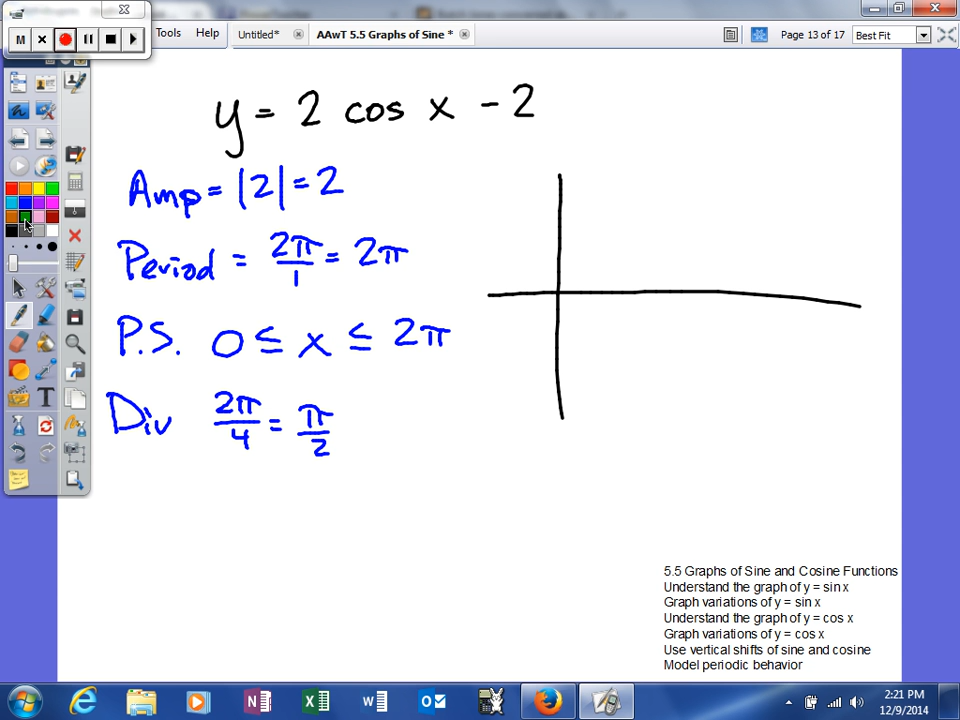 M
Tools Help Untitled* AAwT 5.5 Graphs of Sine * Page 13 of 17 Best Fit
y = 2 cos x - 2
Amp = |2| = 2
Period = 2π/1 = 2π
P.S. 0 ≤ x ≤ 2π
Div 2π/4 = π/2
5.5 Graphs of Sine and Cosine Functions
Understand the graph of y = sin x
Graph variations of y = sin x
Understand the graph of y = cos x
Graph variations of y = cos x
Use vertical shifts of sine and cosine
Model periodic behavior
2:21 PM
12/9/2014